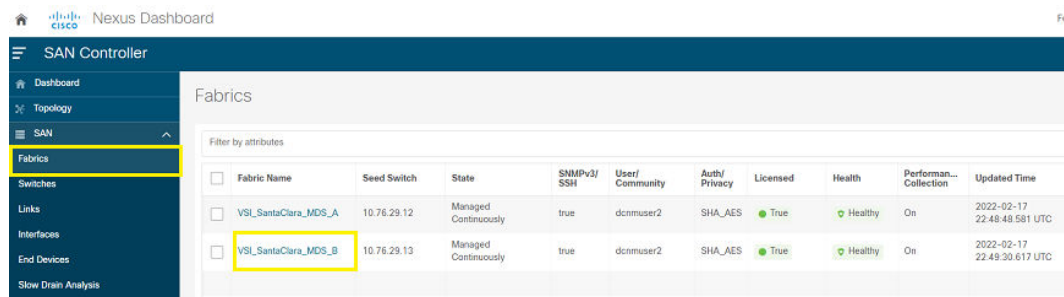 cisco Nexus Dashboard
SAN Controller
Dashboard
Topology
SAN
Fabrics
Switches
Links
Interfaces
End Devices
Slow Drain Analysis
Fabrics
Filter by attributes
Fabric Name Seed Switch State SNMPv3/ User/ Auth/ Licensed Health Performan... Updated Time
SSH Community Privacy Collection
VSI_SantaClara_MDS_A 10.76.29.12 Managed true dcnmuser2 SHA_AES True Healthy On 2022-02-17
Continuously 22:48:48.581 UTC
VSI_SantaClara_MDS_B 10.76.29.13 Managed true dcnmuser2 SHA_AES True Healthy On 2022-02-17
Continuously 22:49:30.617 UTC